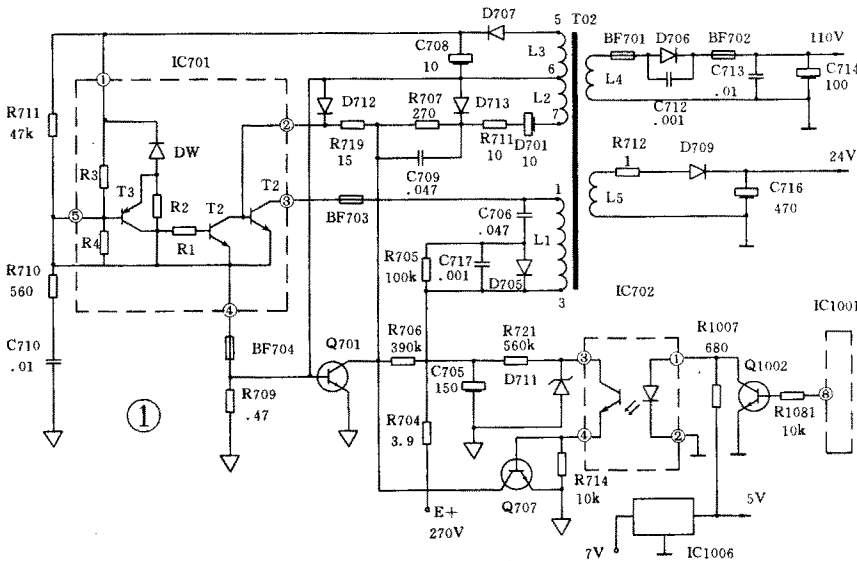 D707
5
T02
BF701
D706
BF702
110V
C708
10
L3
6
L4
C713
.01
C714
100
C712
.001
IC701
①
R711
47k
D712
R707
270
D713
L2
7
②
R719
15
R711
10
D701
10
C709
.047
R712
1
D709
24V
L5
C716
470
DW
R3
T3
R2
T2
T2
③
BF703
⑤
R4
R1
1
C706
.047
L1
R705
100k
C717
.001
D705
3
R710
560
④
C710
.01
BF704
Q701
R709
.47
①
R706
390k
R721
560k
C705
150
D711
R704
3.9
E+
270V
IC702
③
①
④
②
R714
10k
Q707
R1007
680
Q1002
IC1001
⑧
R1081
10k
5V
7V
IC1006